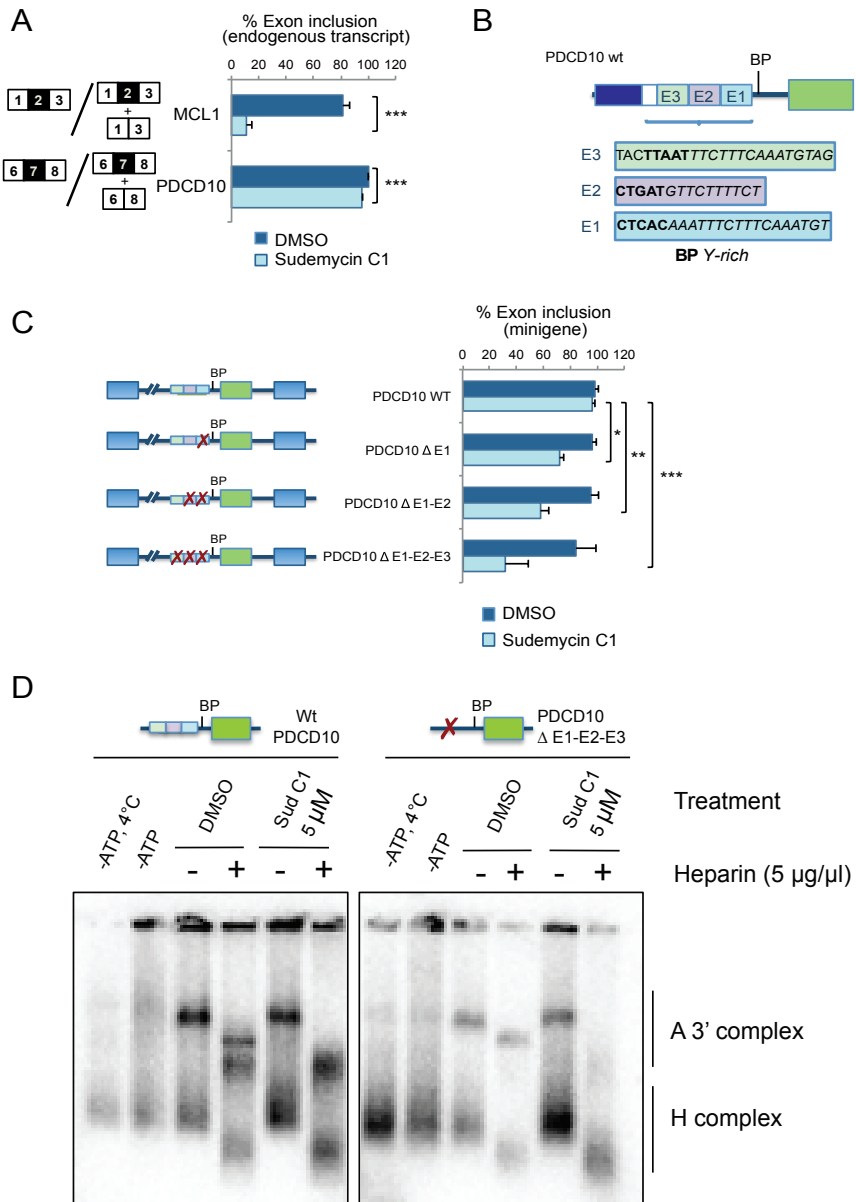 A
% Exon inclusion
(endogenous transcript)
0 20 40 60 80 100 120
1 2 3
1 2 3
+
1 3
MCL1
***
6 7 8
6 7 8
+
6 8
PDCD10
***
DMSO
Sudemycin C1
B
PDCD10 wt
BP
E3 E2 E1
E3 TACTTAATTTCTTTCAAATGTAG
E2 CTGATGTTCTTTTCT
E1 CTCACAAATTTCTTTCAAATGT
BP Y-rich
C
% Exon inclusion
(minigene)
0 20 40 60 80 100 120
BP
PDCD10 WT
BP
PDCD10 Δ E1
BP
PDCD10 Δ E1-E2
BP
PDCD10 Δ E1-E2-E3
*
**
***
DMSO
Sudemycin C1
D
BP
Wt
PDCD10
BP
PDCD10
Δ E1-E2-E3
-ATP, 4°C
-ATP
DMSO
Sud C1
5 µM
-ATP, 4°C
-ATP
DMSO
Sud C1
5 µM
Treatment
- + - + - + - +
Heparin (5 µg/µl)
A 3' complex
H complex